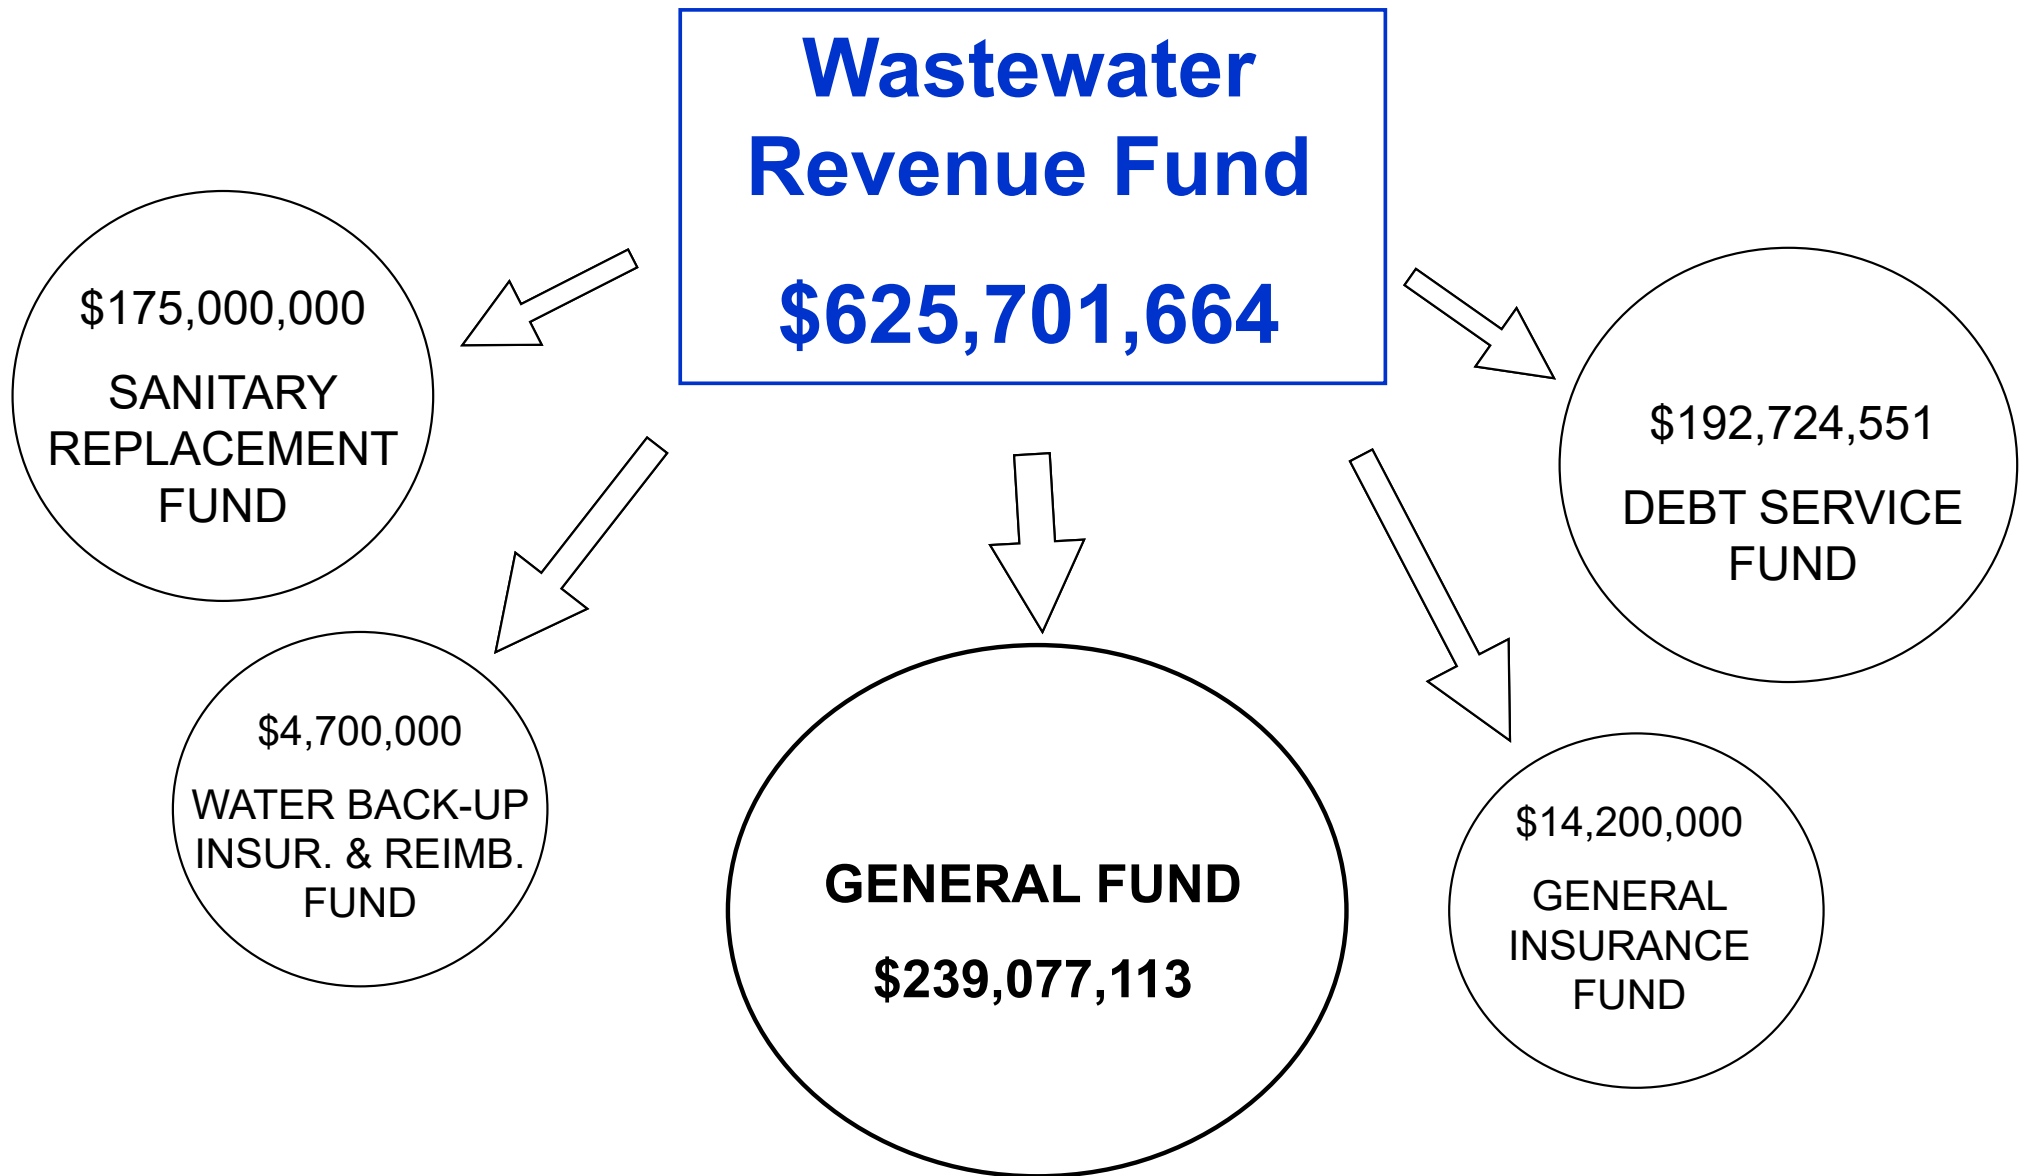 Wastewater
Revenue Fund
$625,701,664
$175,000,000
SANITARY
REPLACEMENT
FUND
$192,724,551
DEBT SERVICE
FUND
$4,700,000
WATER BACK-UP
INSUR. & REIMB.
FUND
GENERAL FUND
$239,077,113
$14,200,000
GENERAL
INSURANCE
FUND